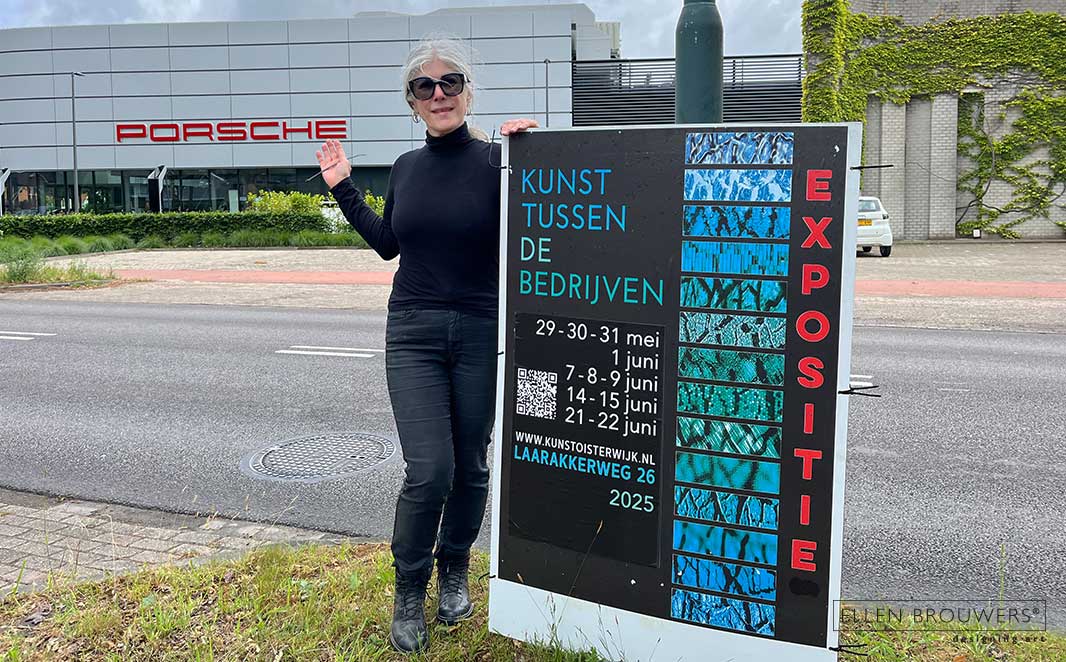 PORSCHE
KUNST
TUSSEN
DE
BEDRIJVEN
29-30-31 mei
1 juni
7-8-9 juni
14-15 juni
21-22 juni
WWW.KUNSTOISTERWIJK.NL
LAARAKKERWEG 26
2025
EXPOSITIE
ELLEN BROUWERS®
designing art